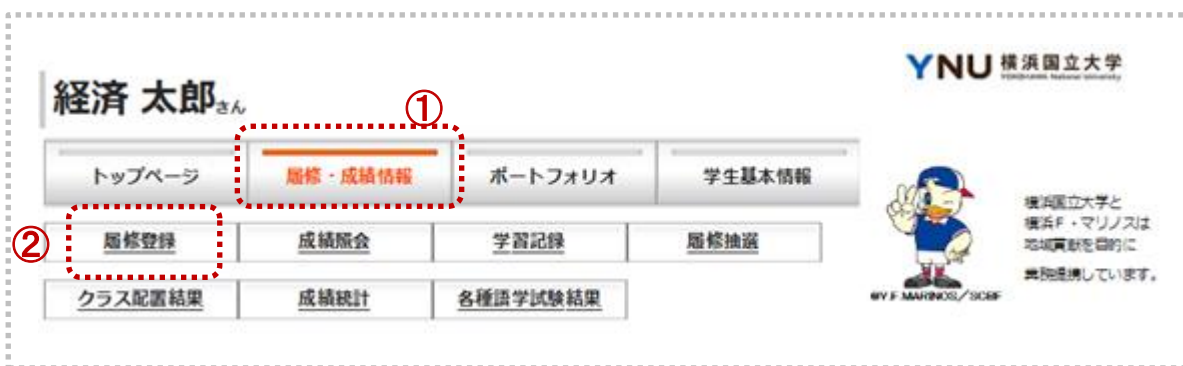 YNU 横浜国立大学
YOKOHAMA National University
経済 太郎さん
①
トップページ
履修・成績情報
ポートフォリオ
学生基本情報
②
履修登録
成績照会
学習記録
履修抽選
クラス配置結果
成績統計
各種語学試験結果
横浜国立大学と
横浜F・マリノスは
地域貢献を目的に
業務提携しています。
©Y.F.MARINOS/SCBF